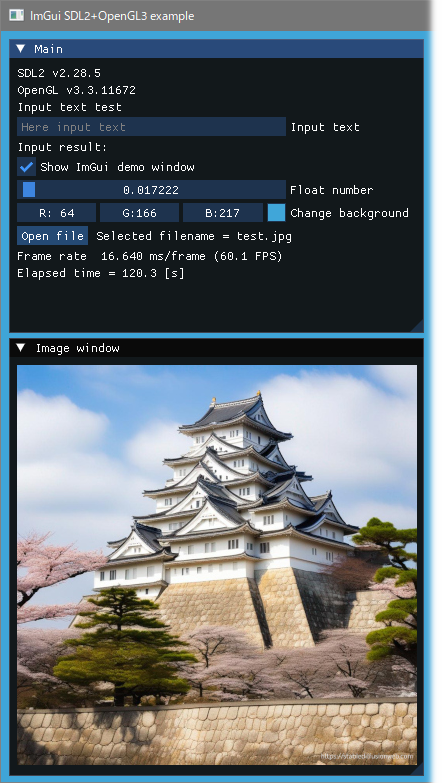 ImGui SDL2+OpenGL3 example
Main
SDL2 v2.28.5
OpenGL v3.3.11672
Input text test
Here input text Input text
Input result:
Show ImGui demo window
0.017222 Float number
R: 64 G:166 B:217 Change background
Open file Selected filename = test.jpg
Frame rate 16.640 ms/frame (60.1 FPS)
Elapsed time = 120.3 [s]
Image window